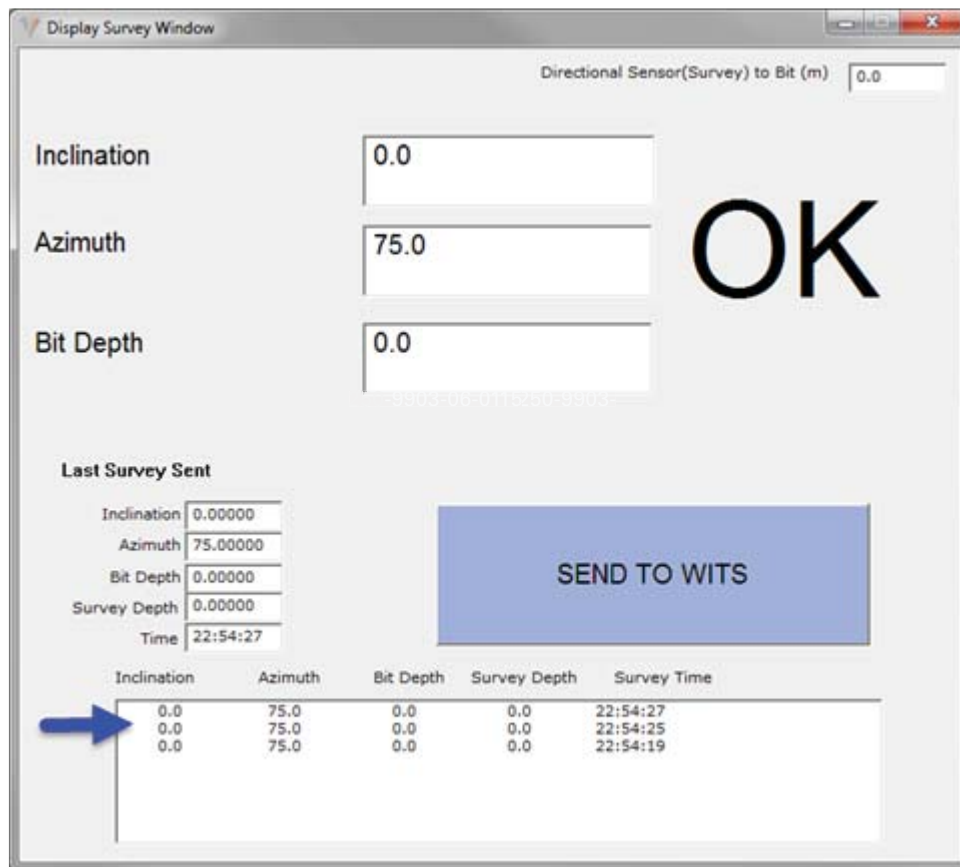 Display Survey Window
Directional Sensor(Survey) to Bit (m) 0.0
Inclination 0.0
Azimuth 75.0
OK
Bit Depth 0.0
Last Survey Sent
Inclination 0.00000
Azimuth 75.00000
Bit Depth 0.00000
Survey Depth 0.00000
Time 22:54:27
SEND TO WITS
Inclination Azimuth Bit Depth Survey Depth Survey Time
0.0 75.0 0.0 0.0 22:54:27
0.0 75.0 0.0 0.0 22:54:25
0.0 75.0 0.0 0.0 22:54:19